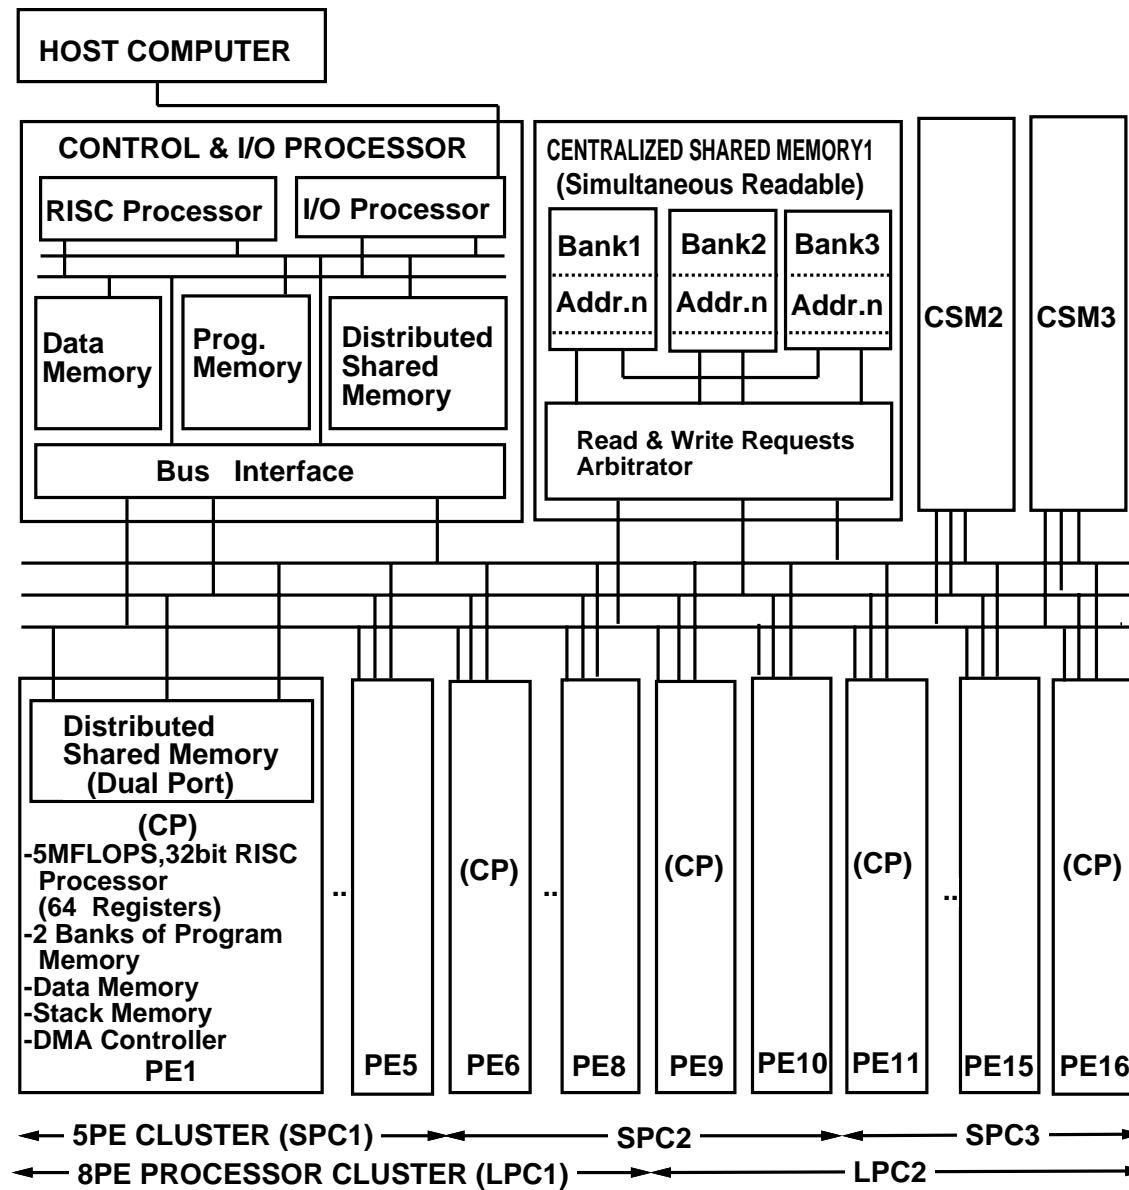 HOST COMPUTER
CONTROL & I/O PROCESSOR
RISC Processor
I/O Processor
Data
Memory
Prog.
Memory
Distributed
Shared
Memory
Bus Interface
CENTRALIZED SHARED MEMORY1
(Simultaneous Readable)
Bank1
Addr.n
Bank2
Addr.n
Bank3
Addr.n
Read & Write Requests
Arbitrator
CSM2
CSM3
Distributed
Shared Memory
(Dual Port)
(CP)
-5MFLOPS,32bit RISC
Processor
(64 Registers)
-2 Banks of Program
Memory
-Data Memory
-Stack Memory
-DMA Controller
PE1
..
PE5
(CP)
PE6
..
PE8
(CP)
PE9
PE10
(CP)
PE11
..
PE15
(CP)
PE16
5PE CLUSTER (SPC1)
SPC2
SPC3
8PE PROCESSOR CLUSTER (LPC1)
LPC2